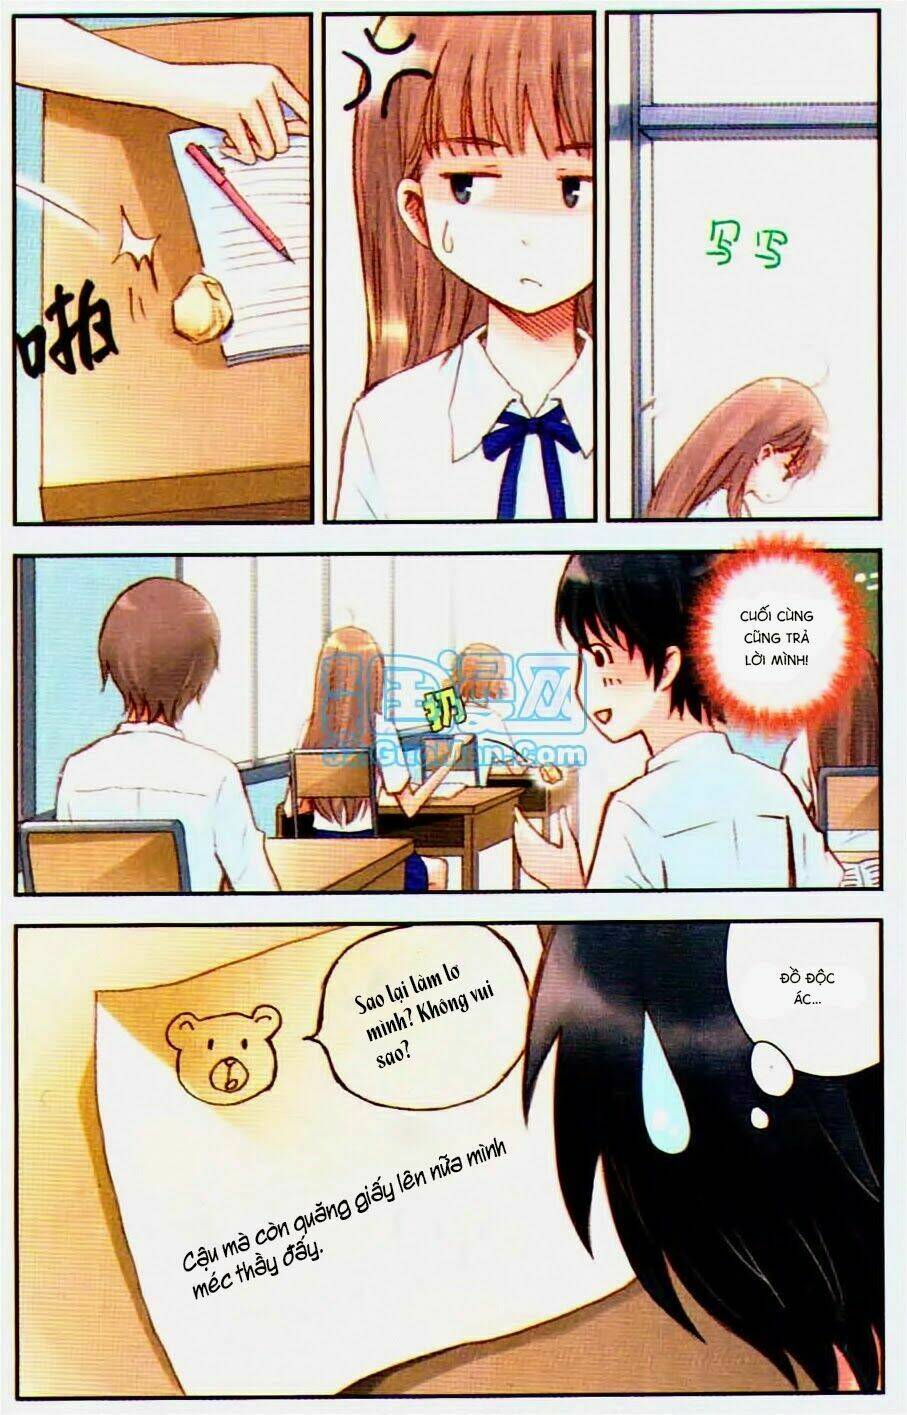 啪
写写
CUỐI CÙNG
CŨNG TRẢ
LỜI MÌNH!
扔
Sao lại làm lơ
mình? Không vui
sao?
ĐỒ ĐỘC
ÁC...
Cậu mà còn quăng giấy lên nữa mình
méc thầy đấy.